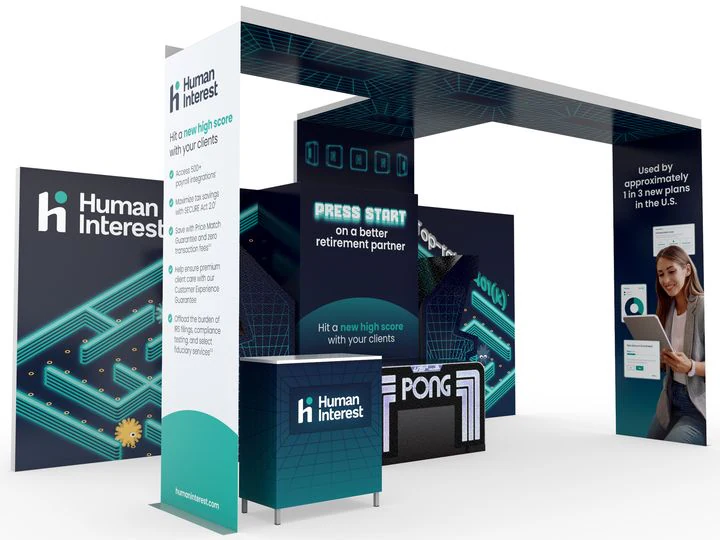 Human
Interest
Human
Interest
Hit a new high score
with your clients
Access 500+
payroll integrations
Maximize tax savings
with SECURE Act 2.0
Save with Price Match
Guarantee and zero
transaction fees
Help ensure premium
client care with our
Customer Experience
Guarantee
Offload the burden of
IRS filings, compliance
testing, and select
fiduciary services
humaninterest.com
PRESS START
on a better
retirement partner
Hit a new high score
with your clients
Human
Interest
PONG
Used by
approximately
1 in 3 new plans
in the U.S.